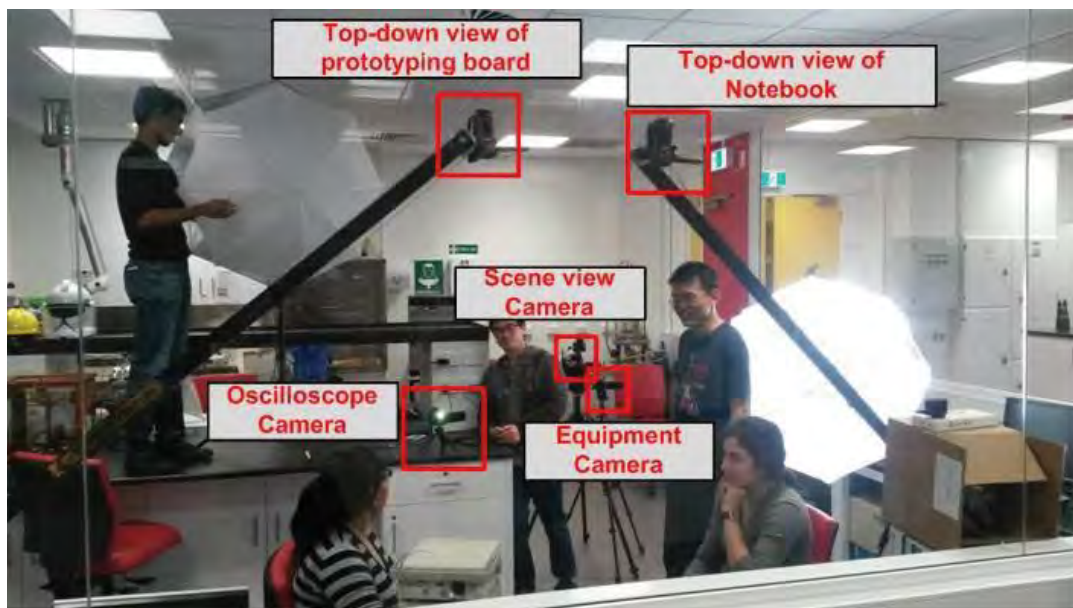 Top-down view of
prototyping board
Top-down view of
Notebook
Scene view
Camera
Oscilloscope
Camera
Equipment
Camera